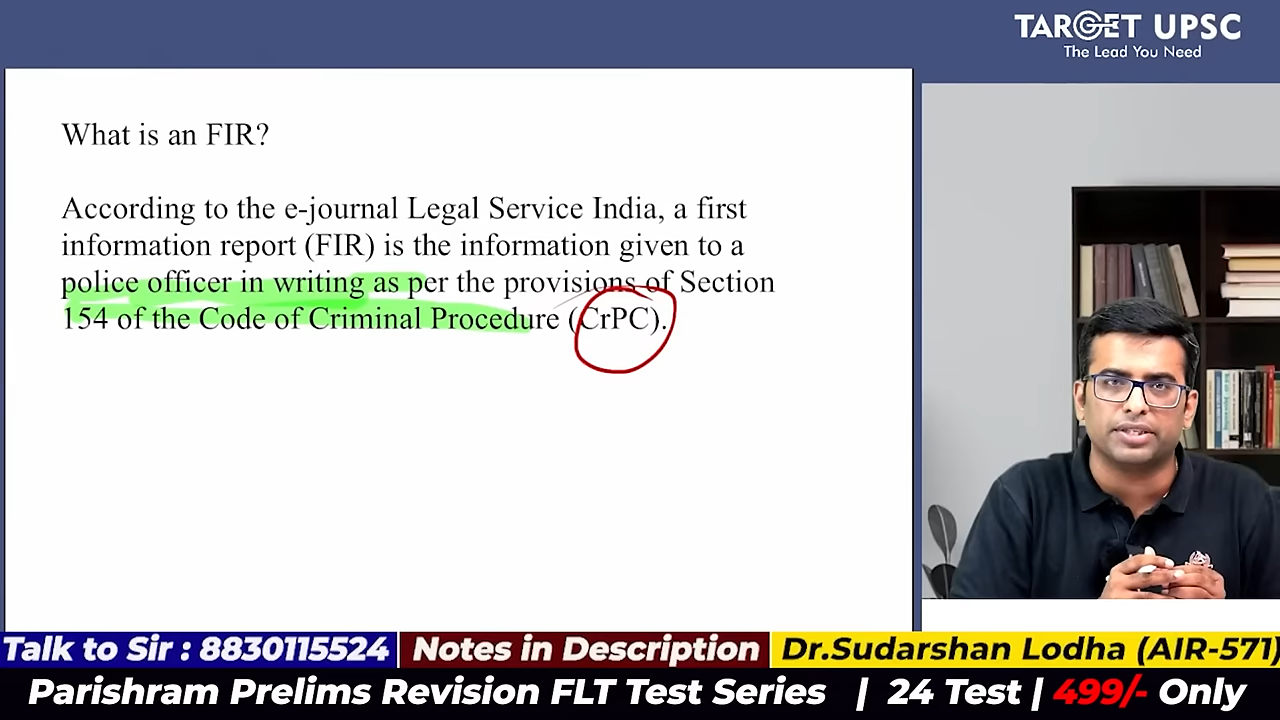 TARGET UPSC
The Lead You Need
What is an FIR?
According to the e-journal Legal Service India, a first
information report (FIR) is the information given to a
police officer in writing as per the provisions of Section
154 of the Code of Criminal Procedure (CrPC).
Talk to Sir : 8830115524
Notes in Description
Dr.Sudarshan Lodha (AIR-571)
Parishram Prelims Revision FLT Test Series | 24 Test | 499/- Only